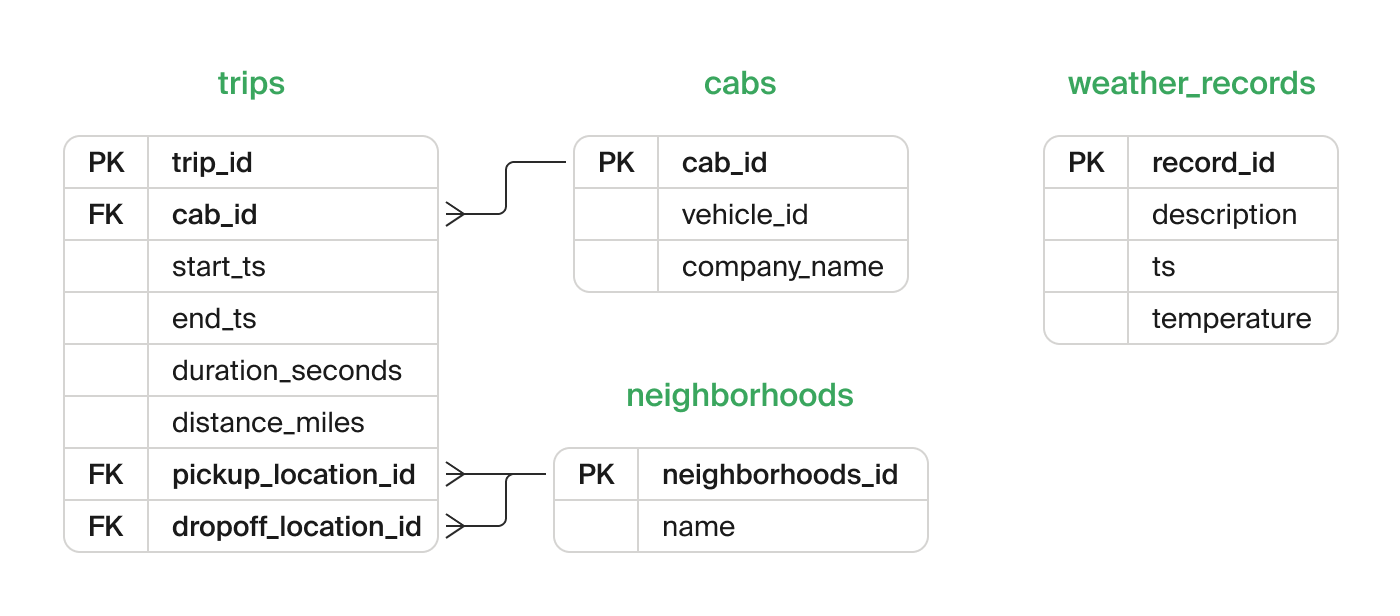 trips
PK trip_id
FK cab_id
start_ts
end_ts
duration_seconds
distance_miles
FK pickup_location_id
FK dropoff_location_id
cabs
PK cab_id
vehicle_id
company_name
neighborhoods
PK neighborhoods_id
name
weather_records
PK record_id
description
ts
temperature